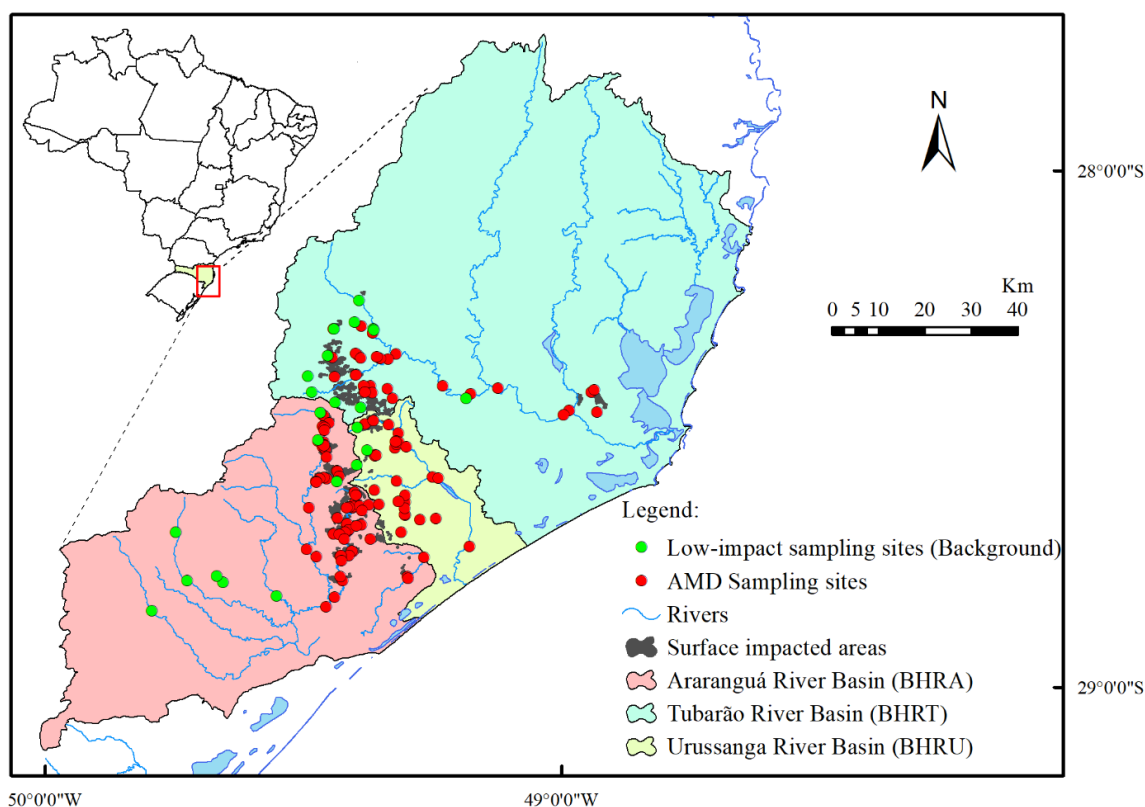 N
28°0'0"S
Km
0 5 10 20 30 40
Legend:
Low-impact sampling sites (Background)
AMD Sampling sites
Rivers
Surface impacted areas
Araranguá River Basin (BHRA)
Tubarão River Basin (BHRT)
Urussanga River Basin (BHRU)
29°0'0"S
50°0'0"W
49°0'0"W